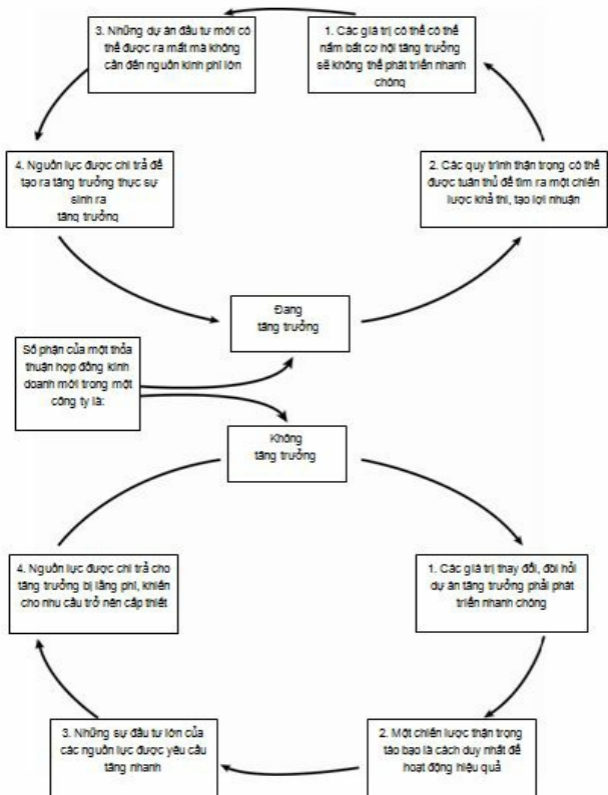 3. Những dự án đầu tư mới có
thể được ra mắt mà không
cần đến nguồn kinh phí lớn
1. Các giá trị có thể có thể
nắm bắt cơ hội tăng trưởng
sẽ không thể phát triển nhanh
chóng
4. Nguồn lực được chi trả để
tạo ra tăng trưởng thực sự
sinh ra
tăng trưởng
2. Các quy trình thận trọng có thể
được tuân thủ để tìm ra một chiến
lược khả thi, tạo lợi nhuận
Đang
tăng trưởng
Số phận của một thỏa
thuận hợp đồng kinh
doanh mới trong một
công ty là:
Không
tăng trưởng
4. Nguồn lực được chi trả cho
tăng trưởng bị lãng phí, khiến
cho nhu cầu trở nên cấp thiết
1. Các giá trị thay đổi, đòi hỏi
dự án tăng trưởng phải phát
triển nhanh chóng
3. Những sự đầu tư lớn của
các nguồn lực được yêu cầu
tăng nhanh
2. Một chiến lược thận trọng
táo bạo là cách duy nhất để
hoạt động hiệu quả